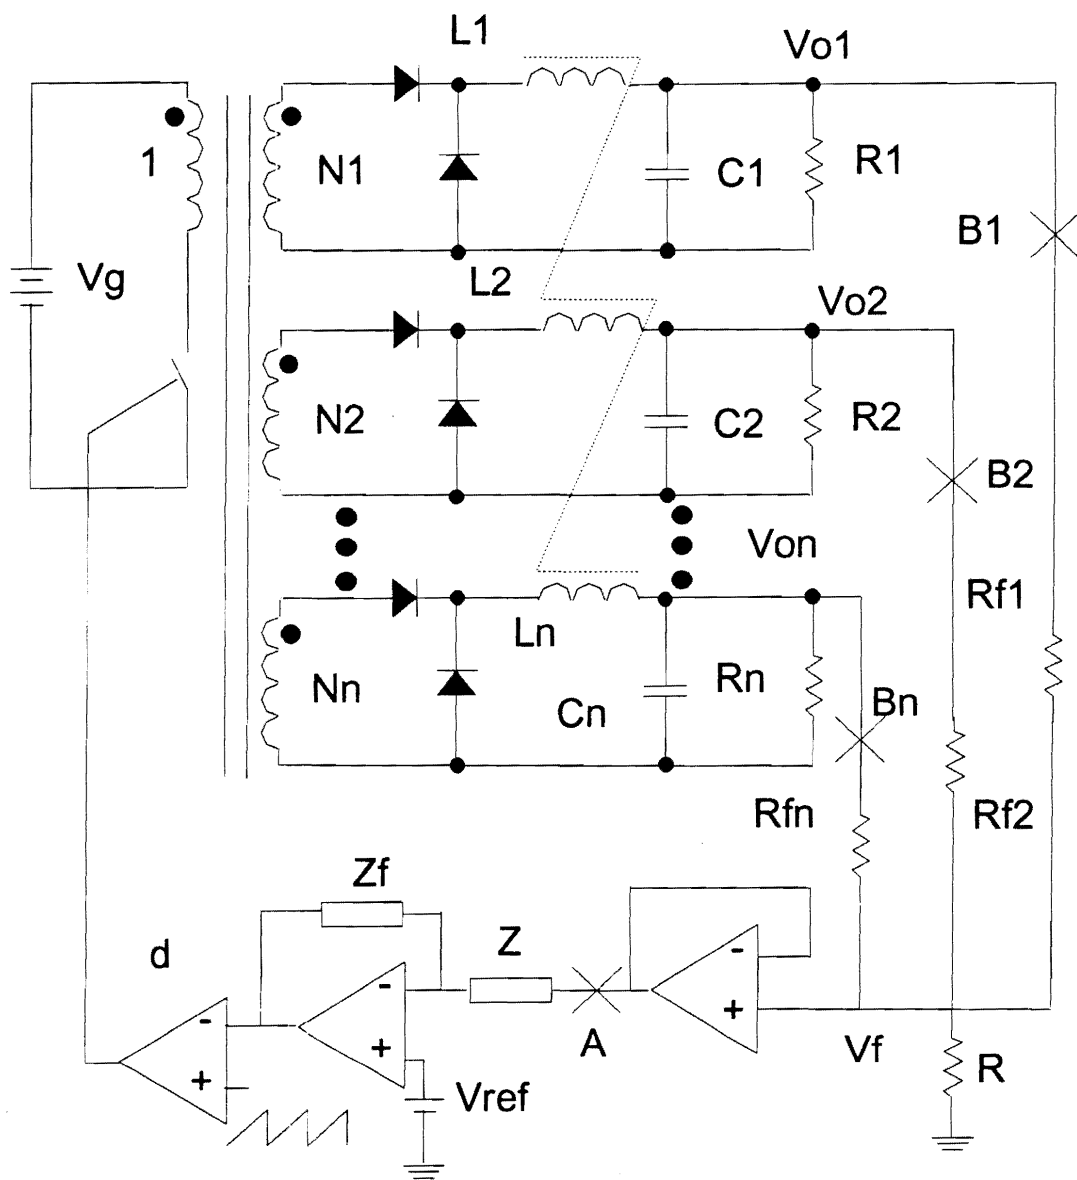 L1
Vo1
1
N1
C1
R1
B1
Vg
L2
Vo2
N2
C2
R2
B2
Von
Rf1
Ln
Nn
Rn
Cn
Bn
Rfn
Rf2
Zf
d
Z
-
-
-
+
+
A
Vf
R
+
Vref